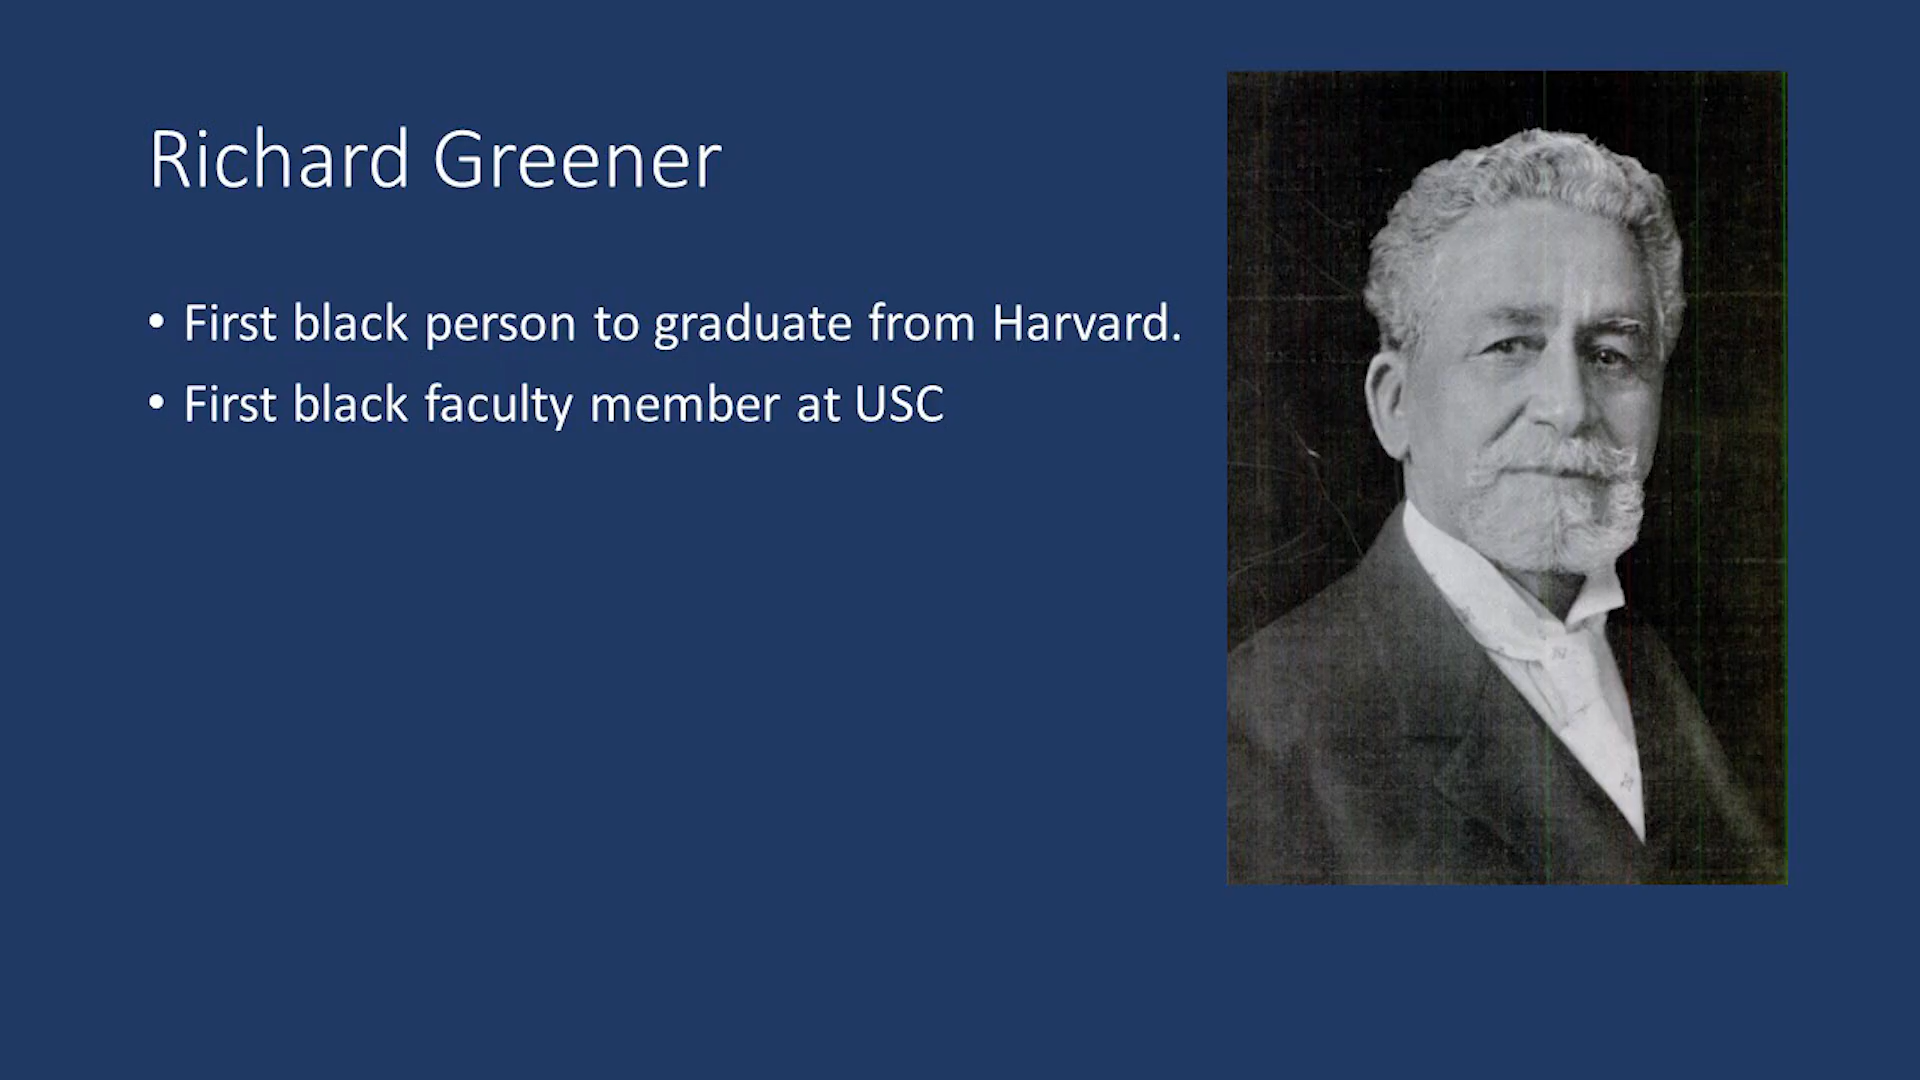 Richard Greener
• First black person to graduate from Harvard.
• First black faculty member at USC